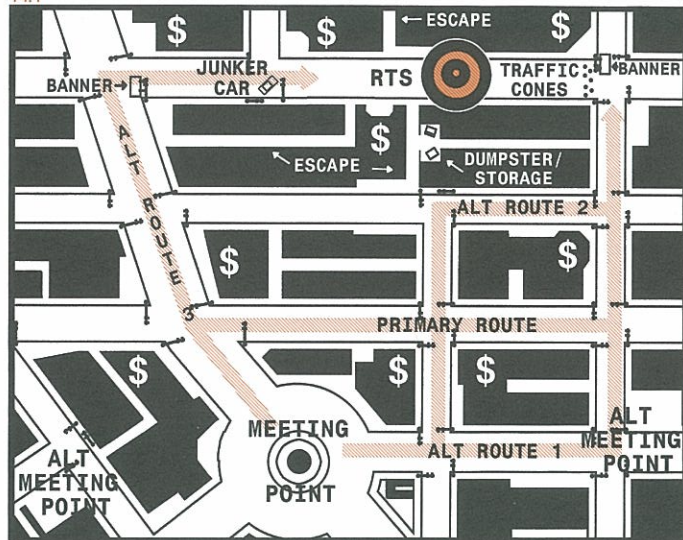 $
$
←ESCAPE
$
JUNKER
CAR
BANNER→
RTS
TRAFFIC
CONES
←BANNER
$
←ESCAPE→
DUMPSTER/
STORAGE
ALT ROUTE 3
ALT ROUTE 2
$
$
PRIMARY ROUTE
$
$
$
MEETING
POINT
ALT ROUTE 1
ALT
MEETING
POINT
ALT
MEETING
POINT